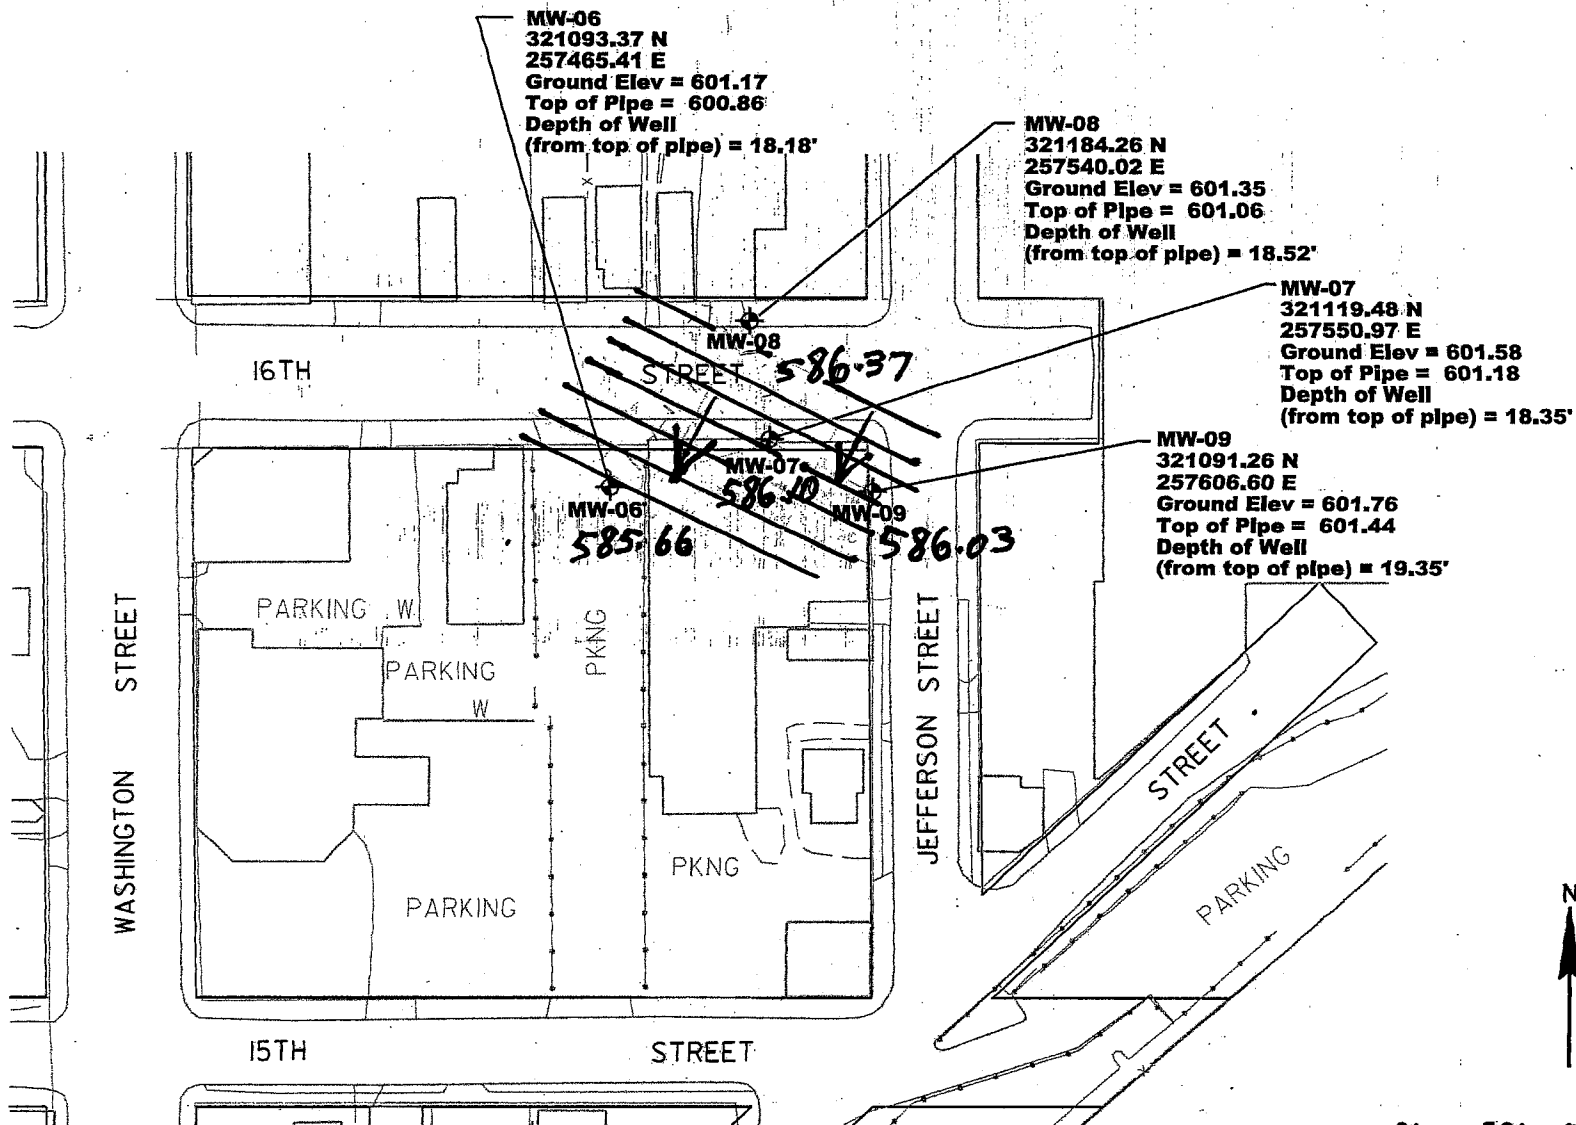 MW-06
321093.37 N
257465.41 E
Ground Elev = 601.17
Top of Pipe = 600.86
Depth of Well
(from top of pipe) = 18.18'
MW-08
321184.26 N
257540.02 E
Ground Elev = 601.35
Top of Pipe = 601.06
Depth of Well
(from top of pipe) = 18.52'
MW-07
321119.48 N
257550.97 E
Ground Elev = 601.58
Top of Pipe = 601.18
Depth of Well
(from top of pipe) = 18.35'
MW-09
321091.26 N
257606.60 E
Ground Elev = 601.76
Top of Pipe = 601.44
Depth of Well
(from top of pipe) = 19.35'
16TH STREET
MW-08
586.37
MW-07
586.10
MW-06
585.66
MW-09
586.03
PARKING W
PARKING
W
PKNG
PKNG
PARKING
WASHINGTON STREET
JEFFERSON STREET
STREET
PARKING
N
15TH STREET